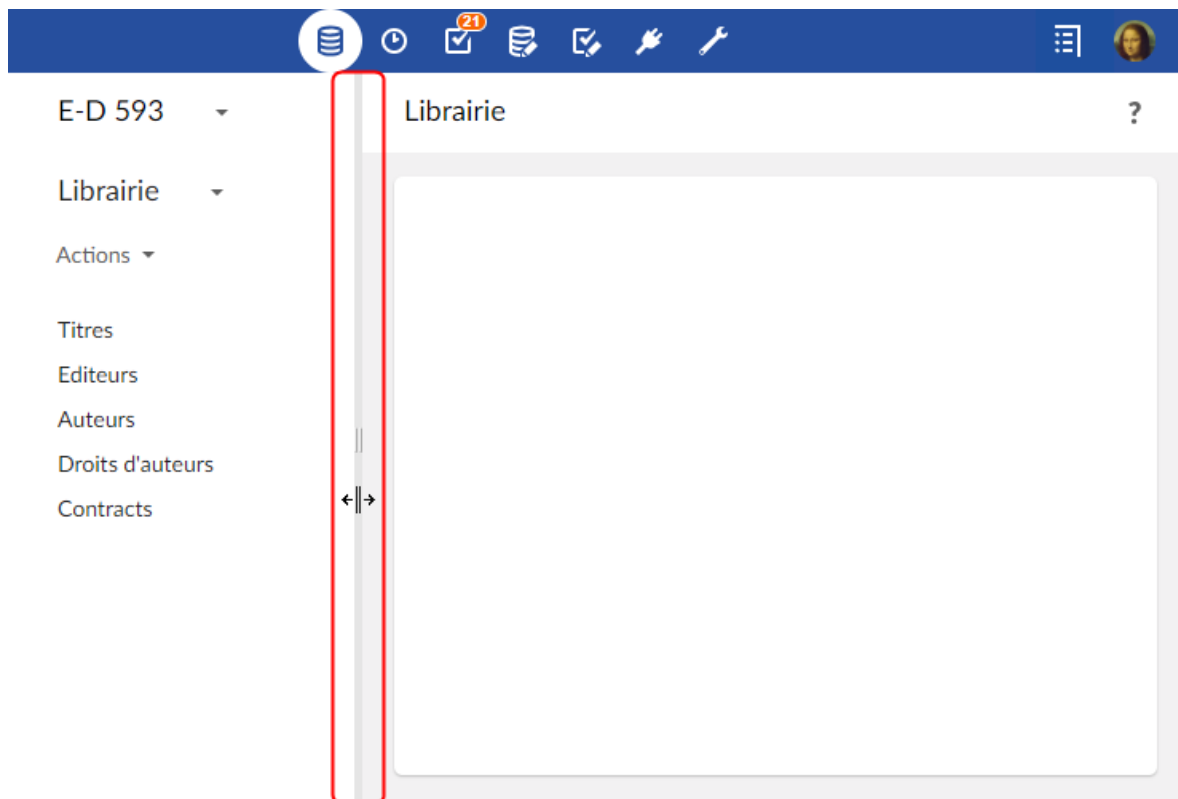 21
E-D 593
Librairie
?
Librairie
Actions
Titres
Editeurs
Auteurs
Droits d'auteurs
Contracts